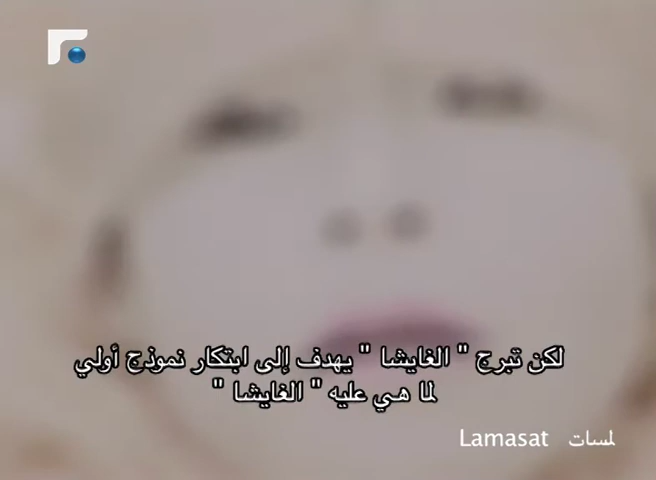 لكن تبرج " الغايشا " يهدف إلى ابتكار نموذج أولي
لما هي عليه " الغايشا "
Lamasat لمسات